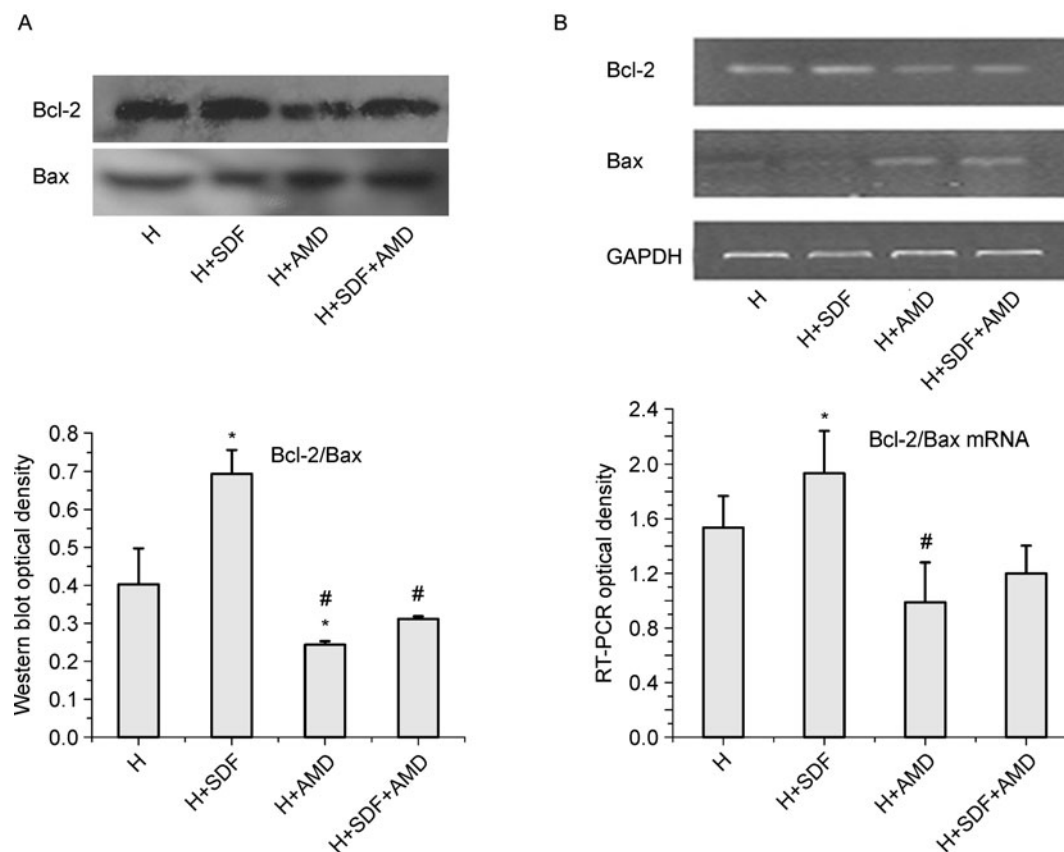 A
Bcl-2
Bax
H
H+SDF
H+AMD
H+SDF+AMD
B
Bcl-2
Bax
GAPDH
H
H+SDF
H+AMD
H+SDF+AMD
Western blot optical density
0.8
0.7
0.6
0.5
0.4
0.3
0.2
0.1
0.0
Bcl-2/Bax
*
#
*
#
H
H+SDF
H+AMD
H+SDF+AMD
RT-PCR optical density
2.4
2.0
1.6
1.2
0.8
0.4
0.0
Bcl-2/Bax mRNA
*
#
H
H+SDF
H+AMD
H+SDF+AMD